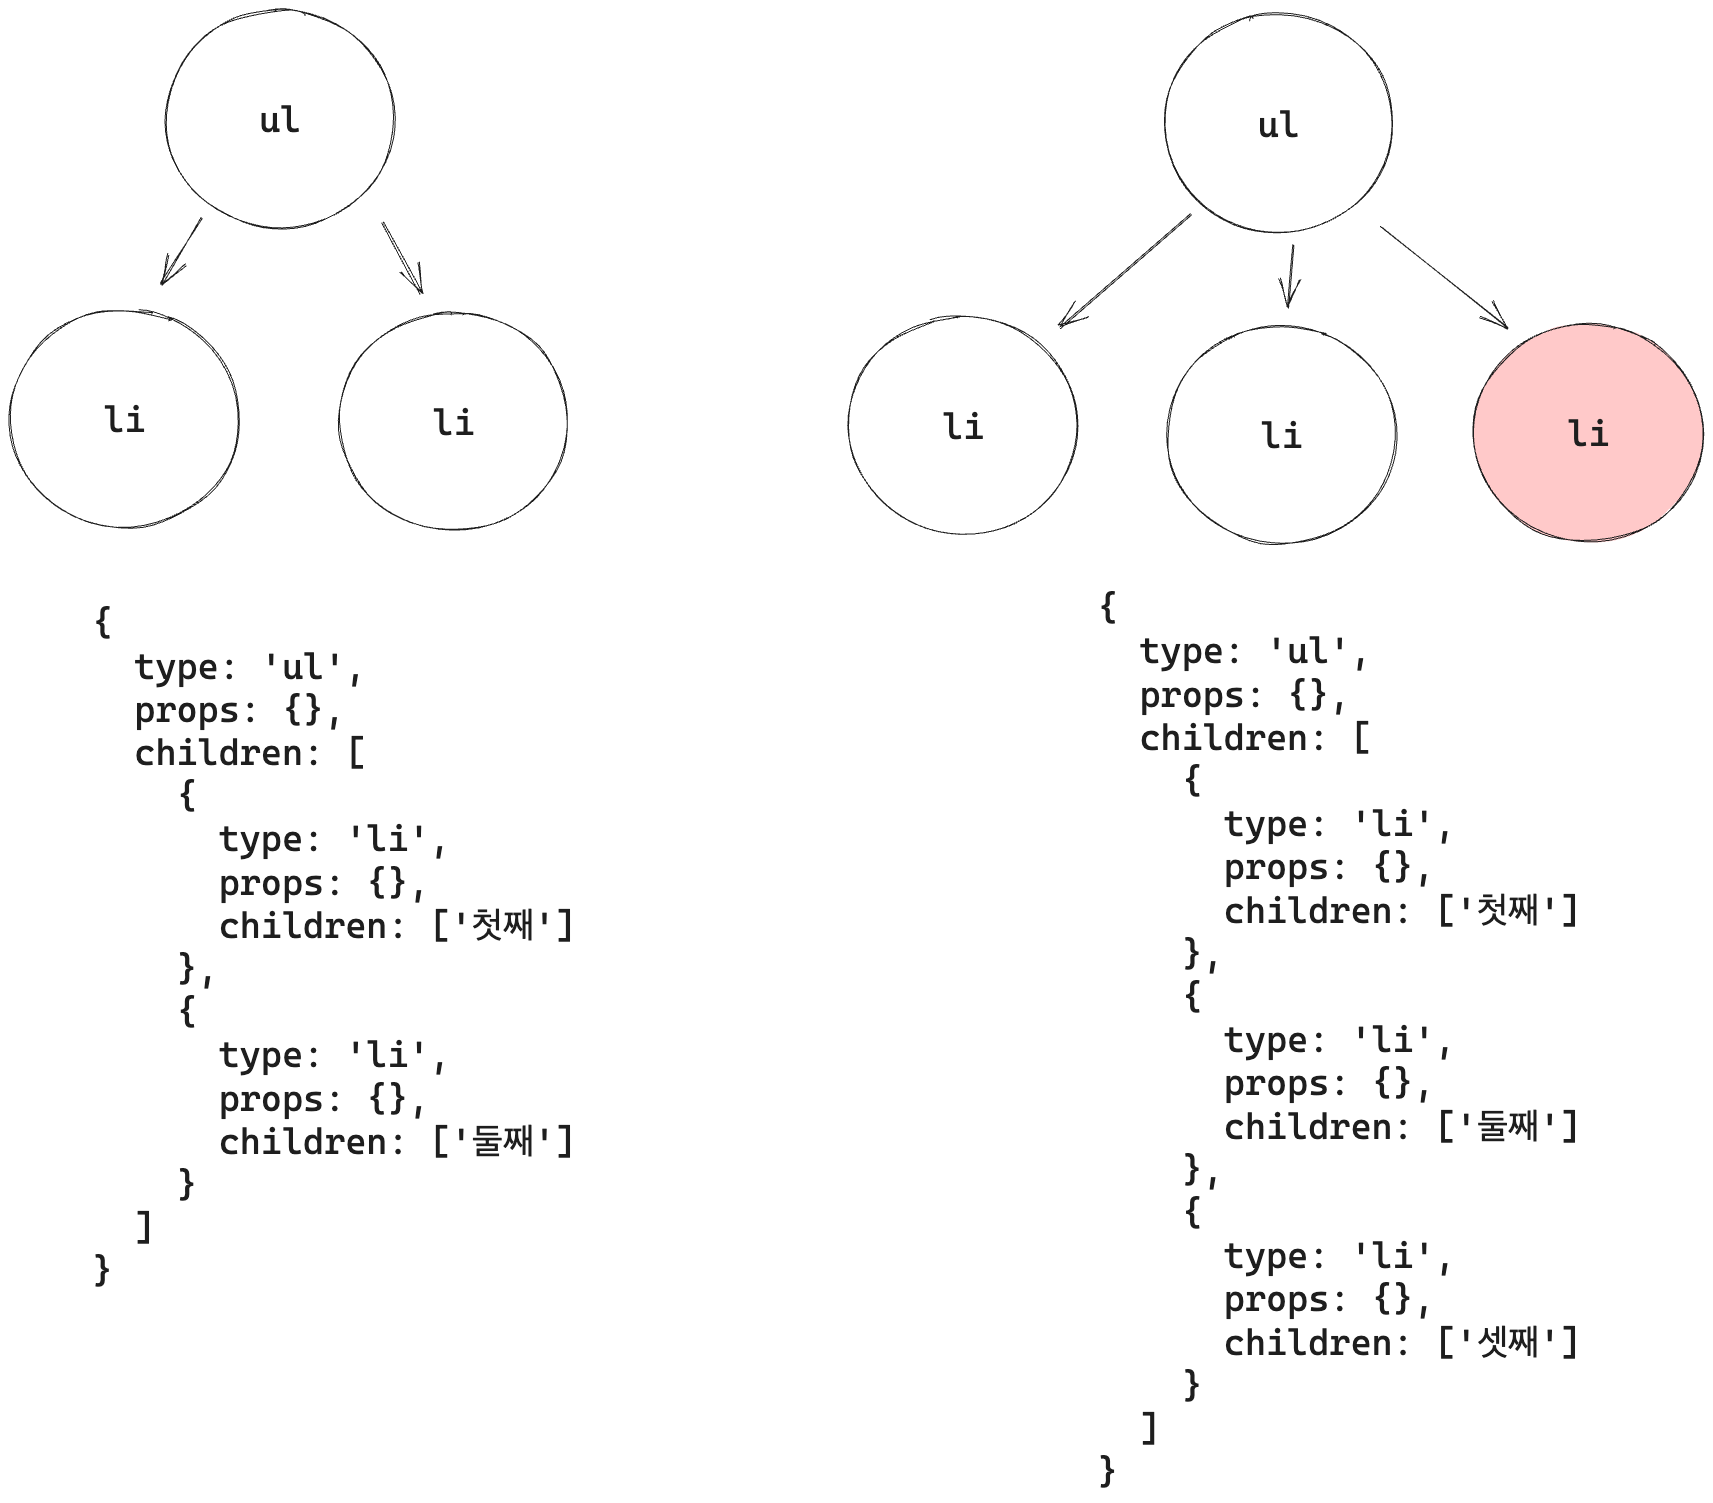 ul
li
li
{
type: 'ul',
props: {},
children: [
{
type: 'li',
props: {},
children: ['첫째']
},
{
type: 'li',
props: {},
children: ['둘째']
}
]
}
ul
li
li
li
{
type: 'ul',
props: {},
children: [
{
type: 'li',
props: {},
children: ['첫째']
},
{
type: 'li',
props: {},
children: ['둘째']
},
{
type: 'li',
props: {},
children: ['셋째']
}
]
}